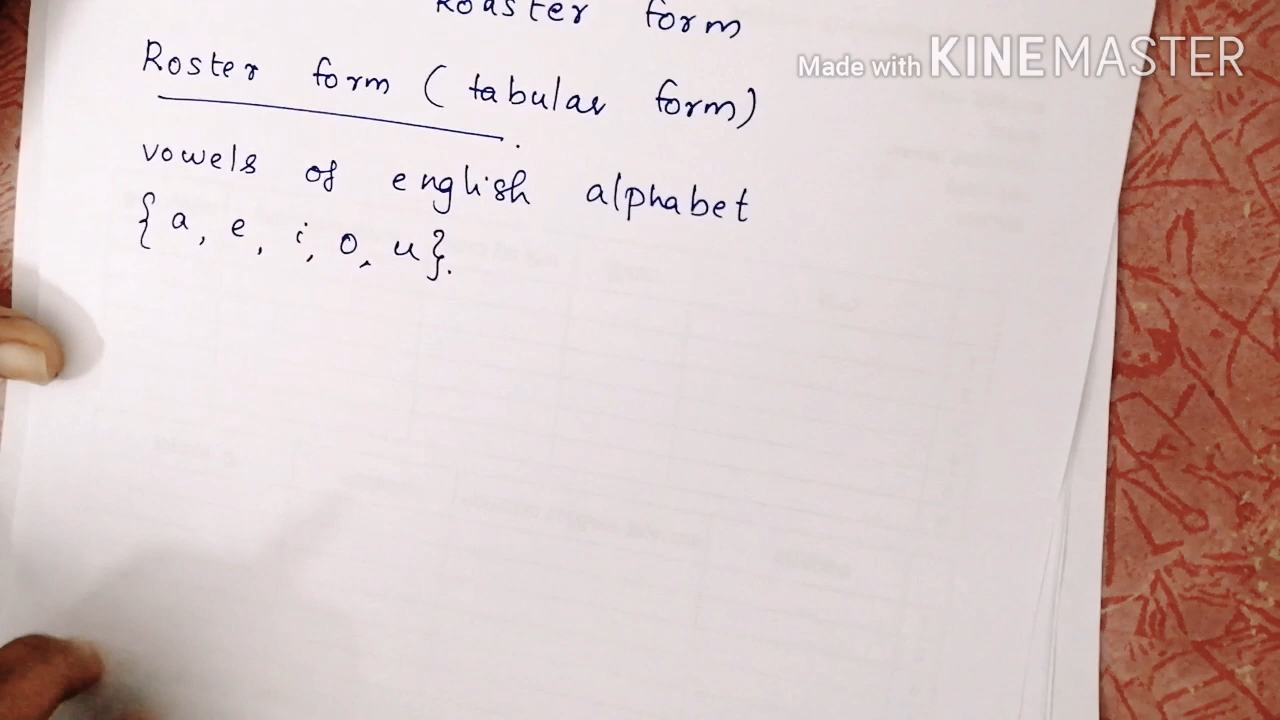 Roaster form
Made with KINEMASTER
Roster form (tabular form)
vowels of english alphabet
{a, e, i, o, u}.